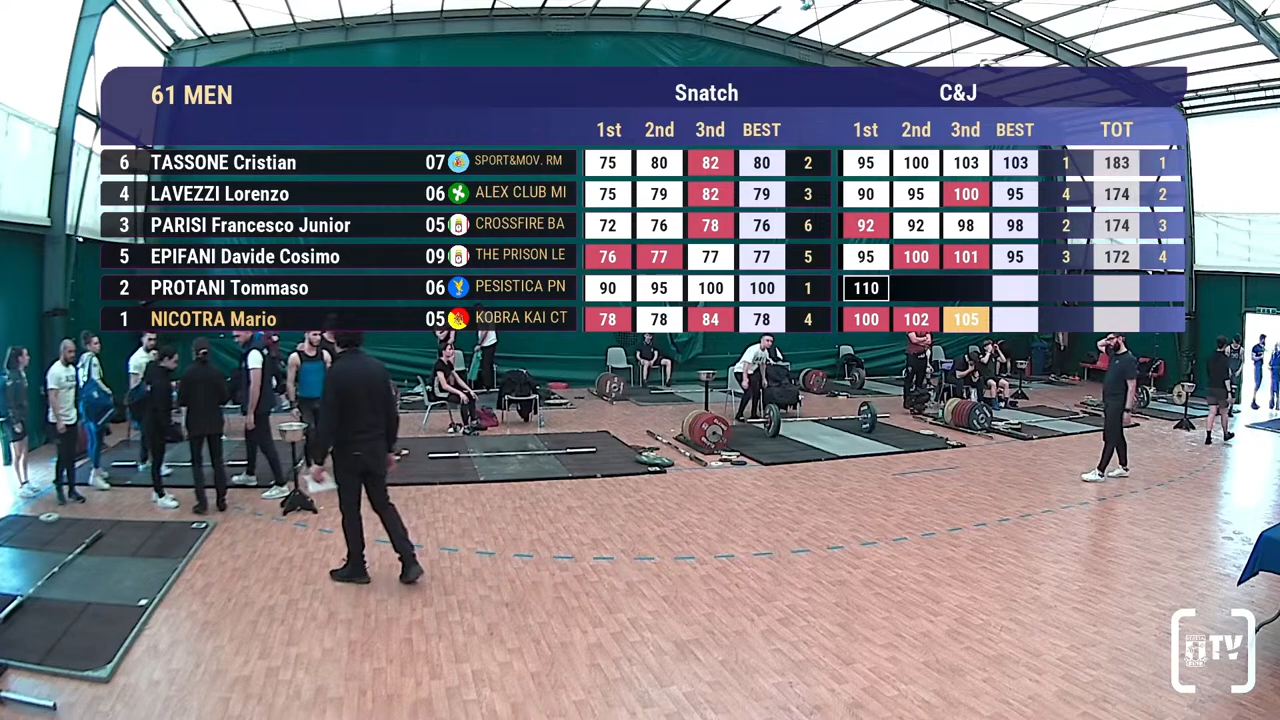 61 MEN Snatch C&J
1st 2nd 3nd BEST 1st 2nd 3nd BEST TOT
6 TASSONE Cristian 07 SPORT&MOV. RM 75 80 82 80 2 95 100 103 103 1 183 1
4 LAVEZZI Lorenzo 06 ALEX CLUB MI 75 79 82 79 3 90 95 100 95 4 174 2
3 PARISI Francesco Junior 05 CROSSFIRE BA 72 76 78 76 6 92 92 98 98 2 174 3
5 EPIFANI Davide Cosimo 09 THE PRISON LE 76 77 77 77 5 95 100 101 95 3 172 4
2 PROTANI Tommaso 06 PESISTICA PN 90 95 100 100 1 110
1 NICOTRA Mario 05 KOBRA KAI CT 78 78 84 78 4 100 102 105
TV